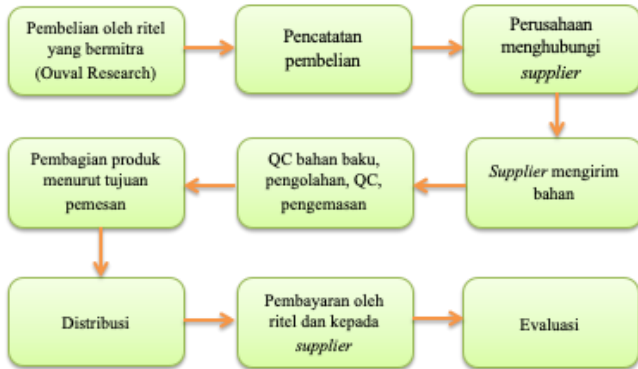 Pembelian oleh ritel
yang bermitra
(Ouval Research)
Pencatatan
pembelian
Perusahaan
menghubungi
supplier
Supplier mengirim
bahan
QC bahan baku,
pengolahan, QC,
pengemasan
Pembagian produk
menurut tujuan
pemesan
Distribusi
Pembayaran oleh
ritel dan kepada
supplier
Evaluasi